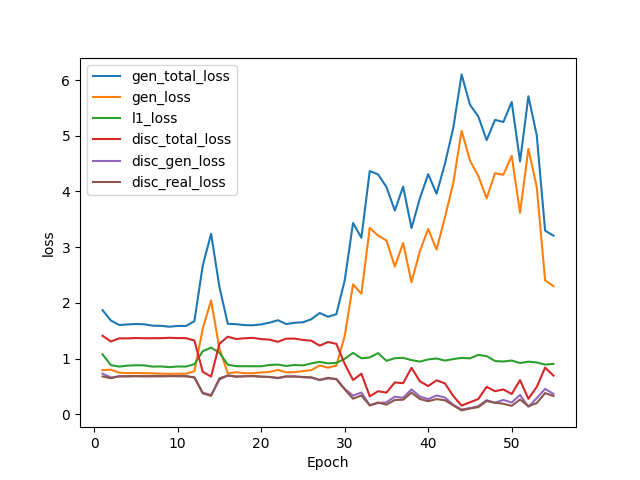 gen_total_loss
gen_loss
l1_loss
disc_total_loss
disc_gen_loss
disc_real_loss
6
5
4
3
2
1
0
loss
0 10 20 30 40 50
Epoch